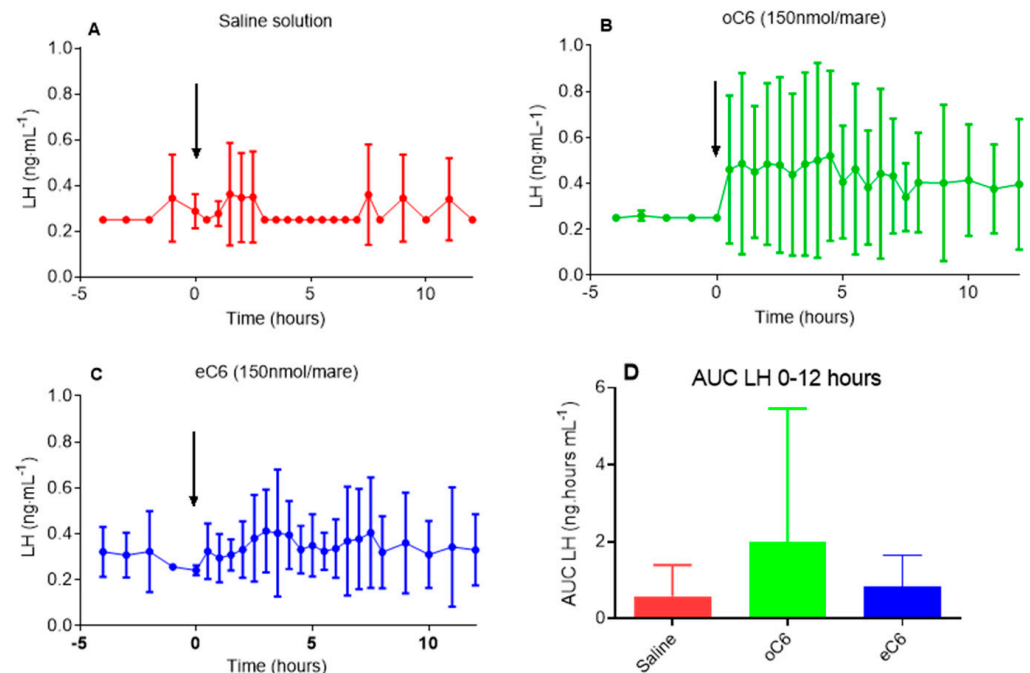 A
Saline solution
LH (ng·mL⁻¹)
1.0
0.8
0.6
0.4
0.2
0.0
-5
0
5
10
Time (hours)
B
oC6 (150nmol/mare)
LH (ng·mL-1)
1.0
0.8
0.6
0.4
0.2
0.0
-5
0
5
10
Time (hours)
C
eC6 (150nmol/mare)
LH (ng·mL⁻¹)
1.0
0.8
0.6
0.4
0.2
0.0
-5
0
5
10
Time (hours)
D
AUC LH 0-12 hours
AUC LH (ng.hours mL⁻¹)
6
4
2
0
Saline
oC6
eC6